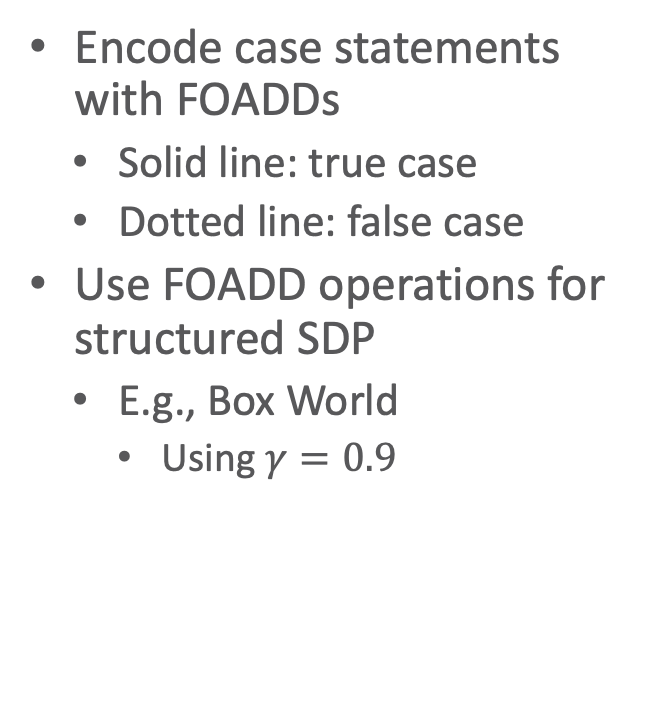 • Encode case statements
with FOADDs
• Solid line: true case
• Dotted line: false case
• Use FOADD operations for
structured SDP
• E.g., Box World
• Using γ = 0.9